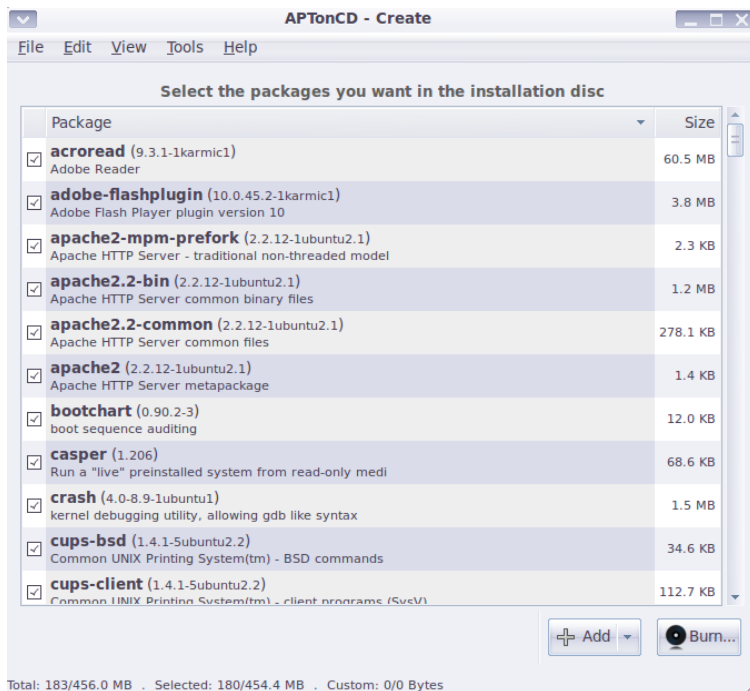 APTonCD - Create
File Edit View Tools Help
Select the packages you want in the installation disc
Package Size
acroread (9.3.1-1karmic1)
Adobe Reader
60.5 MB
adobe-flashplugin (10.0.45.2-1karmic1)
Adobe Flash Player plugin version 10
3.8 MB
apache2-mpm-prefork (2.2.12-1ubuntu2.1)
Apache HTTP Server - traditional non-threaded model
2.3 KB
apache2.2-bin (2.2.12-1ubuntu2.1)
Apache HTTP Server common binary files
1.2 MB
apache2.2-common (2.2.12-1ubuntu2.1)
Apache HTTP Server common files
278.1 KB
apache2 (2.2.12-1ubuntu2.1)
Apache HTTP Server metapackage
1.4 KB
bootchart (0.90.2-3)
boot sequence auditing
12.0 KB
casper (1.206)
Run a "live" preinstalled system from read-only medi
68.6 KB
crash (4.0-8.9-1ubuntu1)
kernel debugging utility, allowing gdb like syntax
1.5 MB
cups-bsd (1.4.1-5ubuntu2.2)
Common UNIX Printing System(tm) - BSD commands
34.6 KB
cups-client (1.4.1-5ubuntu2.2)
Common UNIX Printing System(tm) - client programs (SysV)
112.7 KB
Add Burn...
Total: 183/456.0 MB . Selected: 180/454.4 MB . Custom: 0/0 Bytes